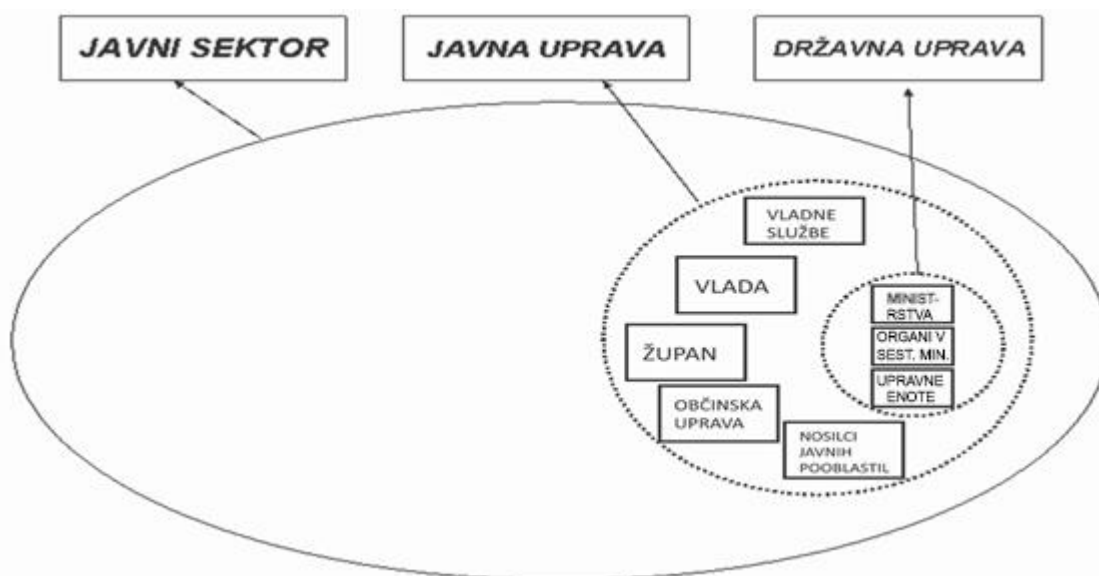 JAVNI SEKTOR
JAVNA UPRAVA
DRŽAVNA UPRAVA
VLADNE
SLUŽBE
VLADA
ŽUPAN
OBČINSKA
UPRAVA
NOSILCI
JAVNIH
POOBLASTIL
MINIST-
RSTVA
ORGANI V
SEST. MIN.
UPRAVNE
ENOTE